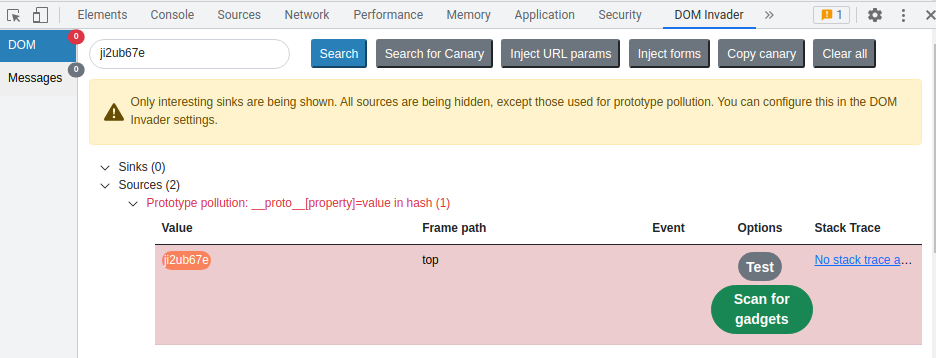 Elements Console Sources Network Performance Memory Application Security DOM Invader » 1
DOM 0
Messages 0
ji2ub67e Search Search for Canary Inject URL params Inject forms Copy canary Clear all
Only interesting sinks are being shown. All sources are being hidden, except those used for prototype pollution. You can configure this in the DOM
Invader settings.
Sinks (0)
Sources (2)
Prototype pollution: __proto__[property]=value in hash (1)
Value Frame path Event Options Stack Trace
ji2ub67e top Test No stack trace a...
Scan for
gadgets